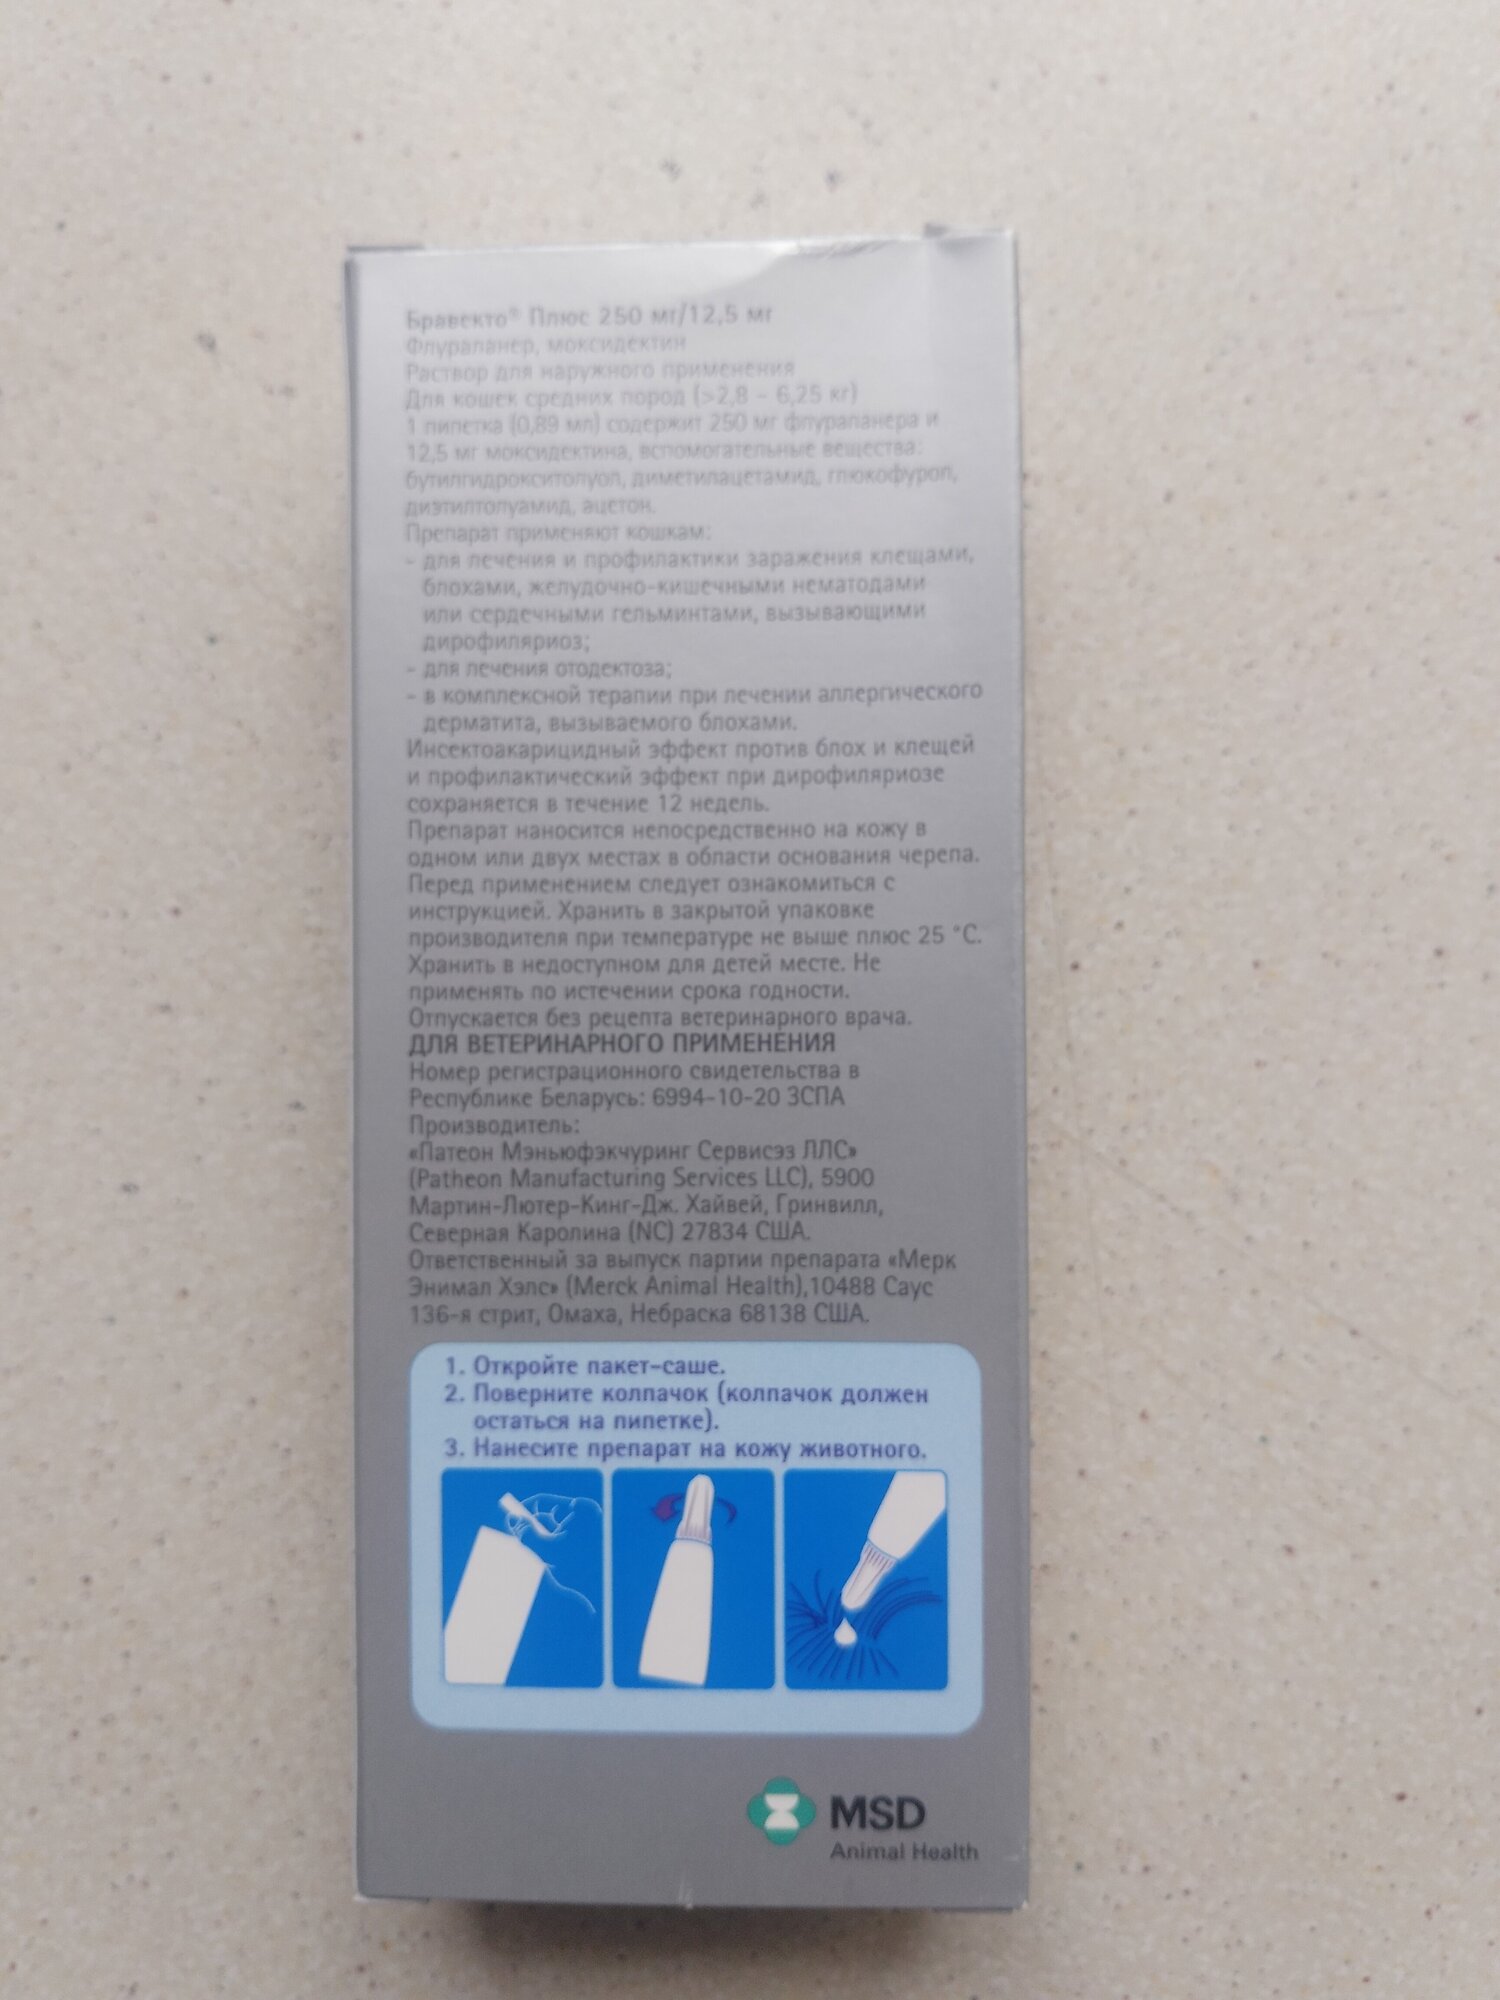 Бравекто® Плюс 250 мг/12,5 мг
Флураланер, моксидектин
Раствор для наружного применения
Для кошек средних пород (>2,8 – 6,25 кг)
1 пипетка (0,89 мл) содержит 250 мг флураланера и
12,5 мг моксидектина, вспомогательные вещества:
бутилгидрокситолуол, диметилацетамид, глюкофурол,
диэтилтолуамид, ацетон.
Препарат применяют кошкам:
- для лечения и профилактики заражения клещами,
блохами, желудочно-кишечными нематодами
или сердечными гельминтами, вызывающими
дирофиляриоз;
- для лечения отодектоза;
- в комплексной терапии при лечении аллергического
дерматита, вызываемого блохами.
Инсектоакарицидный эффект против блох и клещей
и профилактический эффект при дирофиляриозе
сохраняется в течение 12 недель.
Препарат наносится непосредственно на кожу в
одном или двух местах в области основания черепа.
Перед применением следует ознакомиться с
инструкцией. Хранить в закрытой упаковке
производителя при температуре не выше плюс 25 °С.
Хранить в недоступном для детей месте. Не
применять по истечении срока годности.
Отпускается без рецепта ветеринарного врача.
ДЛЯ ВЕТЕРИНАРНОГО ПРИМЕНЕНИЯ
Номер регистрационного свидетельства в
Республике Беларусь: 6994-10-20 ЗСПА
Производитель:
«Патеон Мэньюфэкчуринг Сервисэз ЛЛС»
(Patheon Manufacturing Services LLC), 5900
Мартин-Лютер-Кинг-Дж. Хайвей, Гринвилл,
Северная Каролина (NC) 27834 США.
Ответственный за выпуск партии препарата «Мерк
Энимал Хэлс» (Merck Animal Health),10488 Саус
136-я стрит, Омаха, Небраска 68138 США.
1. Откройте пакет-саше.
2. Поверните колпачок (колпачок должен
остаться на пипетке).
3. Нанесите препарат на кожу животного.
MSD
Animal Health